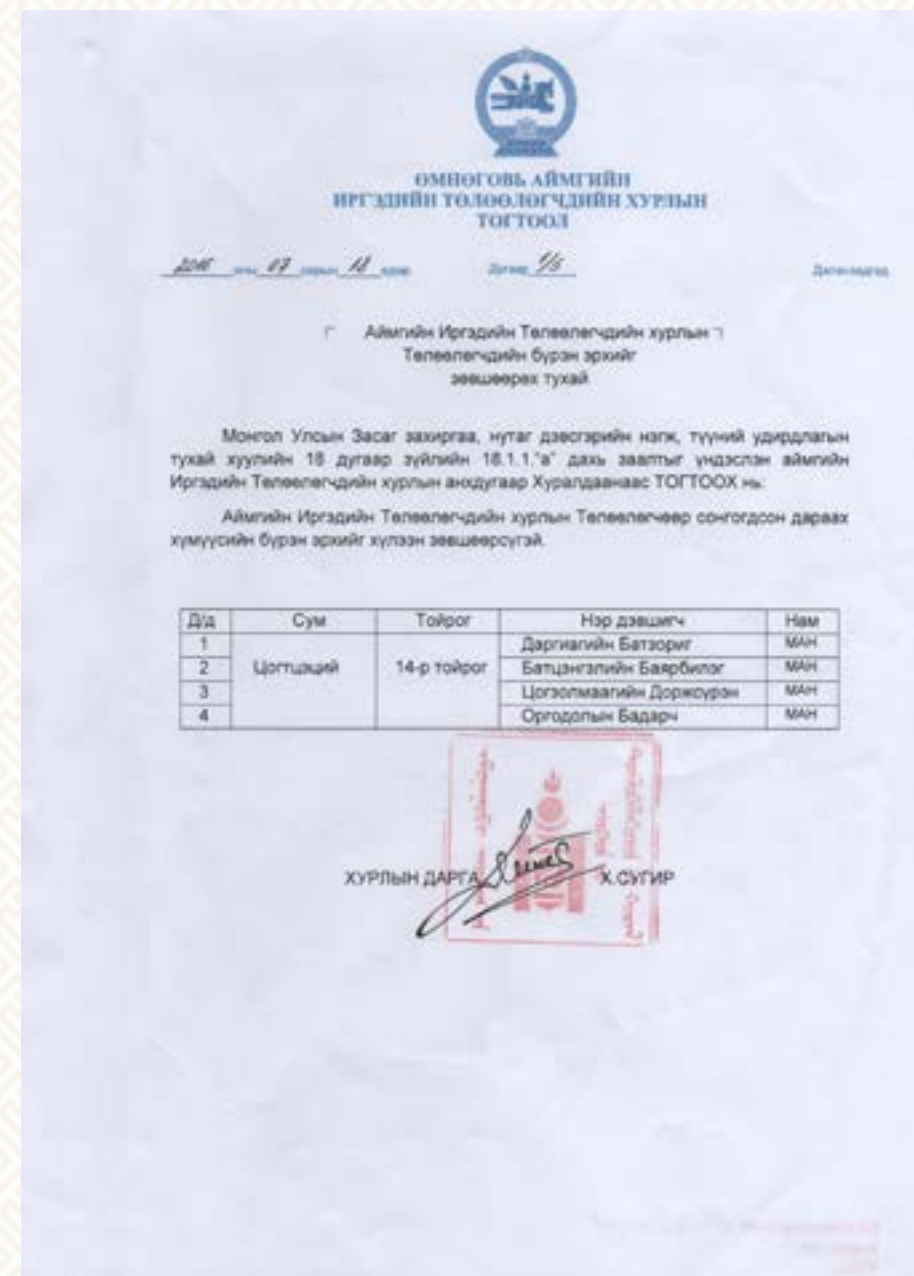 ӨМНӨГОВЬ АЙМГИЙН
ИРГЭДИЙН ТӨЛӨӨЛӨГЧДИЙН ХУРЛЫН
ТОГТООЛ
2016 оны 07 сарын 18 өдөр Дугаар 1/5 Даланзадгад
Аймгийн Иргэдийн Төлөөлөгчдийн хурлын
Төлөөлөгчдийн бүрэн эрхийг
зөвшөөрөх тухай
Монгол Улсын Засаг захиргаа, нутаг дэвсгэрийн нэгж, түүний удирдлагын
тухай хуулийн 18 дугаар зүйлийн 18.1.1."а" дахь заалтыг үндэслэн аймгийн
Иргэдийн Төлөөлөгчдийн хурлын анхдугаар Хуралдаанаас ТОГТООХ нь:
Аймгийн Иргэдийн Төлөөлөгчдийн хурлын Төлөөлөгчөөр сонгогдсон дараах
хүмүүсийн бүрэн эрхийг хүлээн зөвшөөрсүгэй.
Д/д Сум Тойрог Нэр дэвшигч Нам
1 Даргиагийн Батзориг МАН
2 Цогтцэций 14-р тойрог Батцэнгэлийн Баярбилэг МАН
3 Цогзолмаагийн Доржсүрэн МАН
4 Оргодолын Бадарч МАН
ХУРЛЫН ДАРГА Х.СУГИР